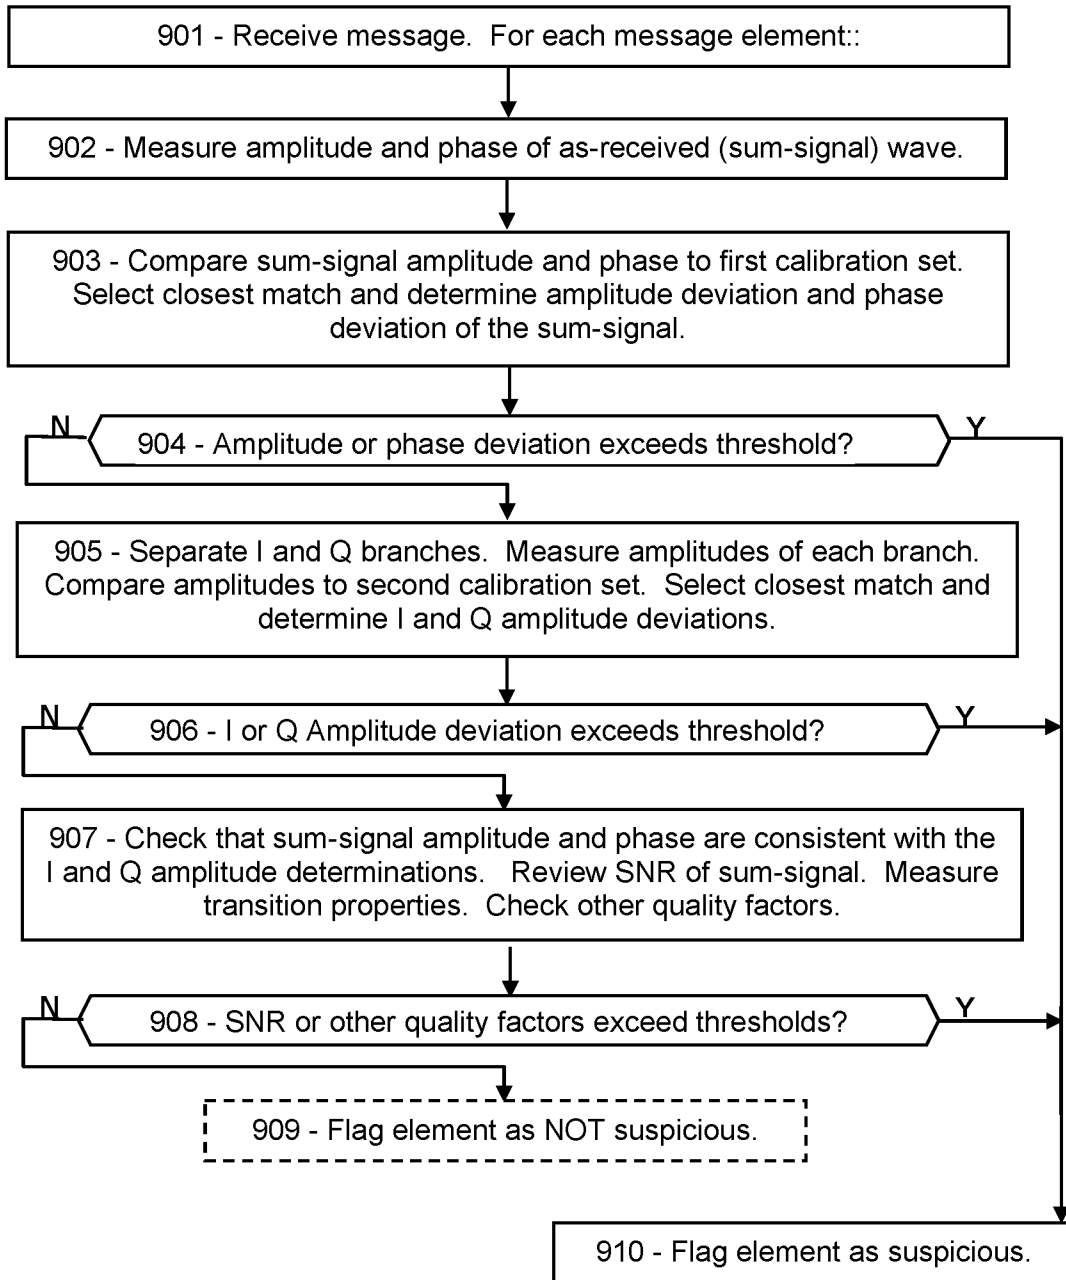 901 - Receive message.  For each message element::
902 - Measure amplitude and phase of as-received (sum-signal) wave.
903 - Compare sum-signal amplitude and phase to first calibration set.
Select closest match and determine amplitude deviation and phase
deviation of the sum-signal.
N
904 - Amplitude or phase deviation exceeds threshold?
Y
905 - Separate I and Q branches.  Measure amplitudes of each branch.
Compare amplitudes to second calibration set.  Select closest match and
determine I and Q amplitude deviations.
N
906 - I or Q Amplitude deviation exceeds threshold?
Y
907 - Check that sum-signal amplitude and phase are consistent with the
I and Q amplitude determinations.   Review SNR of sum-signal.  Measure
transition properties.  Check other quality factors.
N
908 - SNR or other quality factors exceed thresholds?
Y
909 - Flag element as NOT suspicious.
910 - Flag element as suspicious.